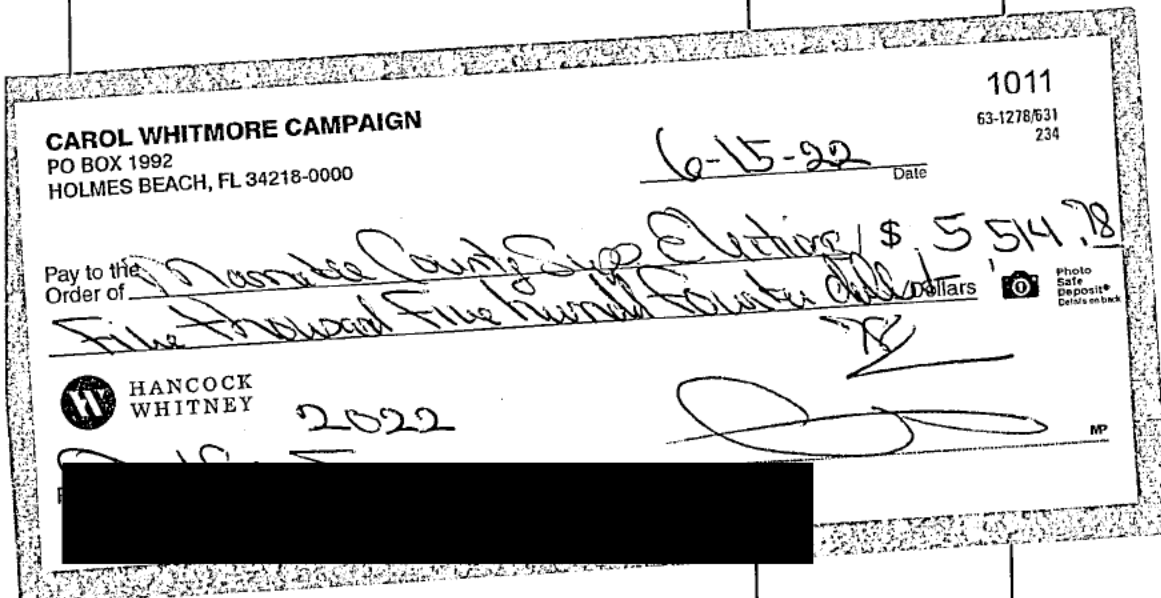 1011
63-1278/631
234
CAROL WHITMORE CAMPAIGN
PO BOX 1992
HOLMES BEACH, FL 34218-0000
6-15-22
Date
Pay to the
Order of Manatee County Sup Elections $ 5,514.78
Five thousand Five hundred Fourteen dollars Dollars
78
Photo
Safe
Deposit®
Details on back
HANCOCK
WHITNEY
2022
MP